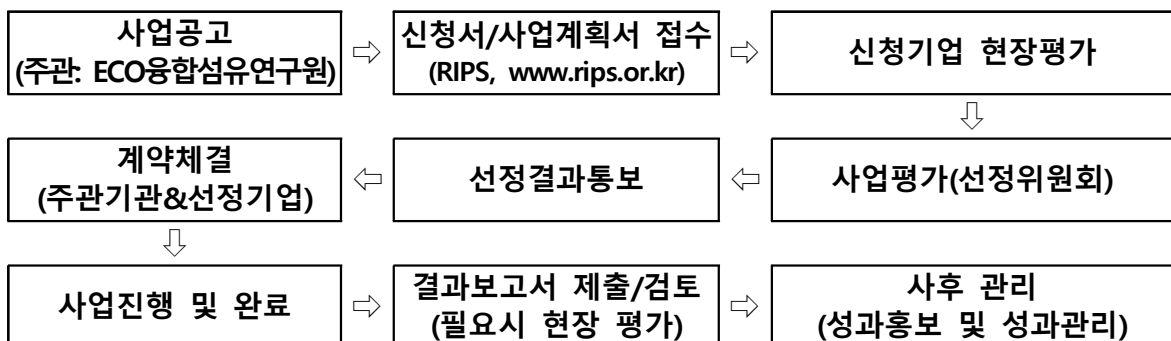 사업공고
(주관: ECO융합섬유연구원)
신청서/사업계획서 접수
(RIPS, www.rips.or.kr)
신청기업 현장평가
사업평가(선정위원회)
선정결과통보
계약체결
(주관기관&선정기업)
사업진행 및 완료
결과보고서 제출/검토
(필요시 현장 평가)
사후 관리
(성과홍보 및 성과관리)